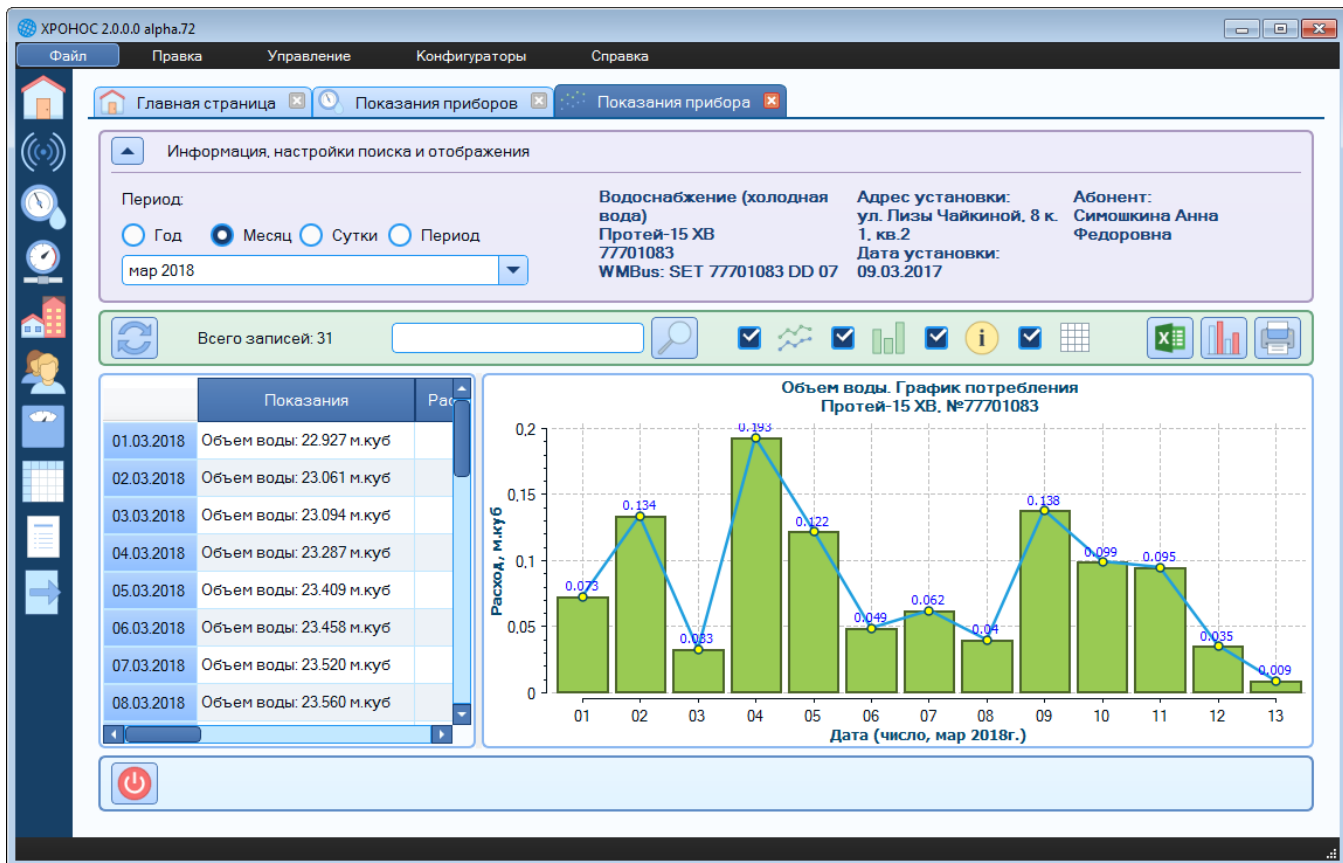 ХРОНОС 2.0.0.0 alpha.72
Файл Правка Управление Конфигураторы Справка
Главная страница Показания приборов Показания прибора
Информация, настройки поиска и отображения
Период:
Год Месяц Сутки Период
мар 2018
Водоснабжение (холодная
вода)
Протей-15 ХВ
77701083
WMBus: SET 77701083 DD 07
Адрес установки:
ул. Лизы Чайкиной, 8 к.
1, кв.2
Дата установки:
09.03.2017
Абонент:
Симошкина Анна
Федоровна
Всего записей: 31
i
X
Показания Рас
01.03.2018 Объем воды: 22.927 м.куб
02.03.2018 Объем воды: 23.061 м.куб
03.03.2018 Объем воды: 23.094 м.куб
04.03.2018 Объем воды: 23.287 м.куб
05.03.2018 Объем воды: 23.409 м.куб
06.03.2018 Объем воды: 23.458 м.куб
07.03.2018 Объем воды: 23.520 м.куб
08.03.2018 Объем воды: 23.560 м.куб
Объем воды. График потребления
Протей-15 ХВ, №77701083
Расход, м.куб
0,2
0,15
0,1
0,05
0
0.073 0.134 0.033 0.193 0.122 0.049 0.062 0.04 0.138 0.099 0.095 0.035 0.009
01 02 03 04 05 06 07 08 09 10 11 12 13
Дата (число, мар 2018г.)